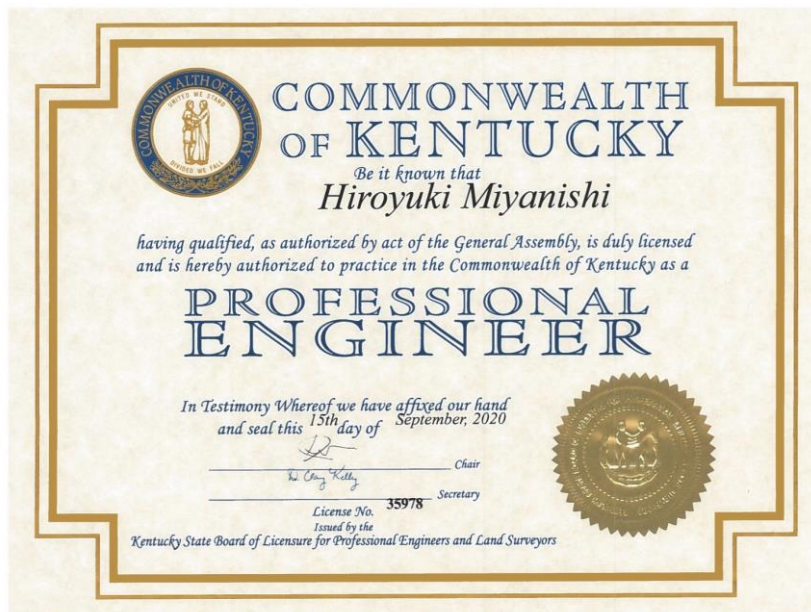 COMMONWEALTH OF KENTUCKY
UNITED WE STAND
DIVIDED WE FALL
COMMONWEALTH
OF KENTUCKY
Be it known that
Hiroyuki Miyanishi
having qualified, as authorized by act of the General Assembly, is duly licensed
and is hereby authorized to practice in the Commonwealth of Kentucky as a
PROFESSIONAL
ENGINEER
In Testimony Whereof we have affixed our hand
and seal this 15th day of September, 2020
Chair
D Clay Kelly
Secretary
License No. 35978
Issued by the
Kentucky State Board of Licensure for Professional Engineers and Land Surveyors